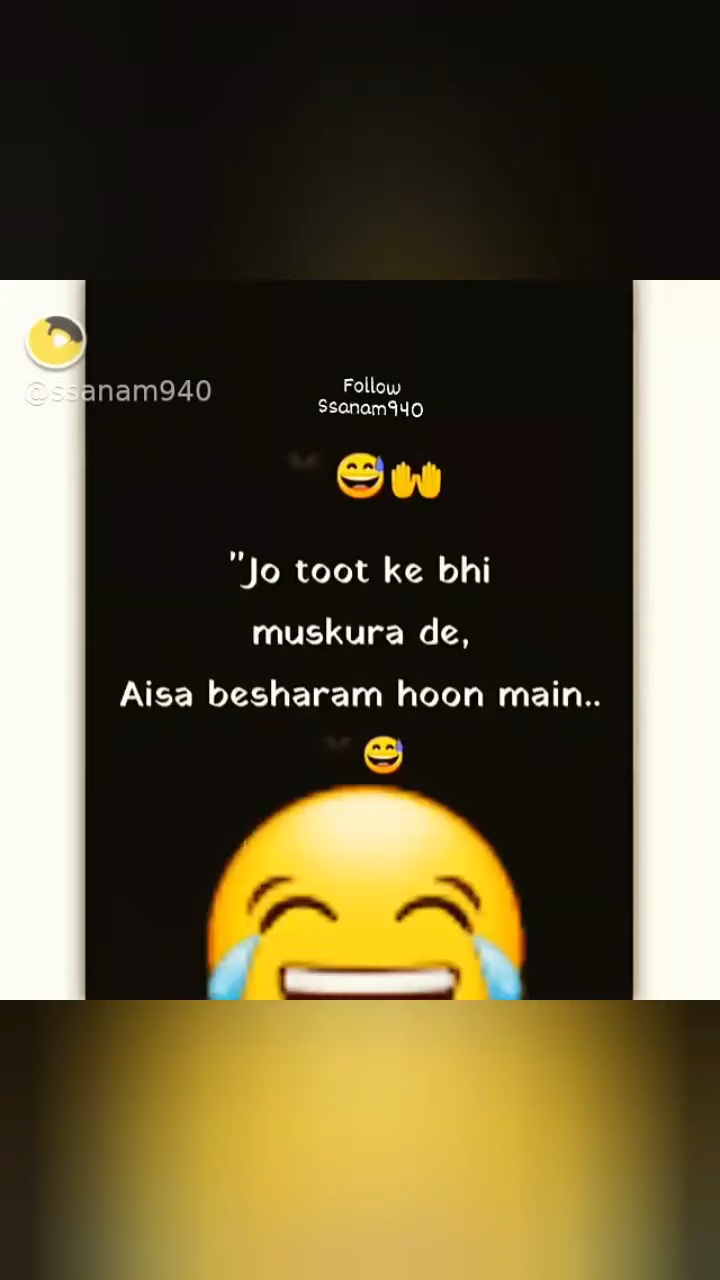 @ssanam940
Follow
Ssanam940
😅🙌
"Jo toot ke bhi
muskura de,
Aisa besharam hoon main..
😅